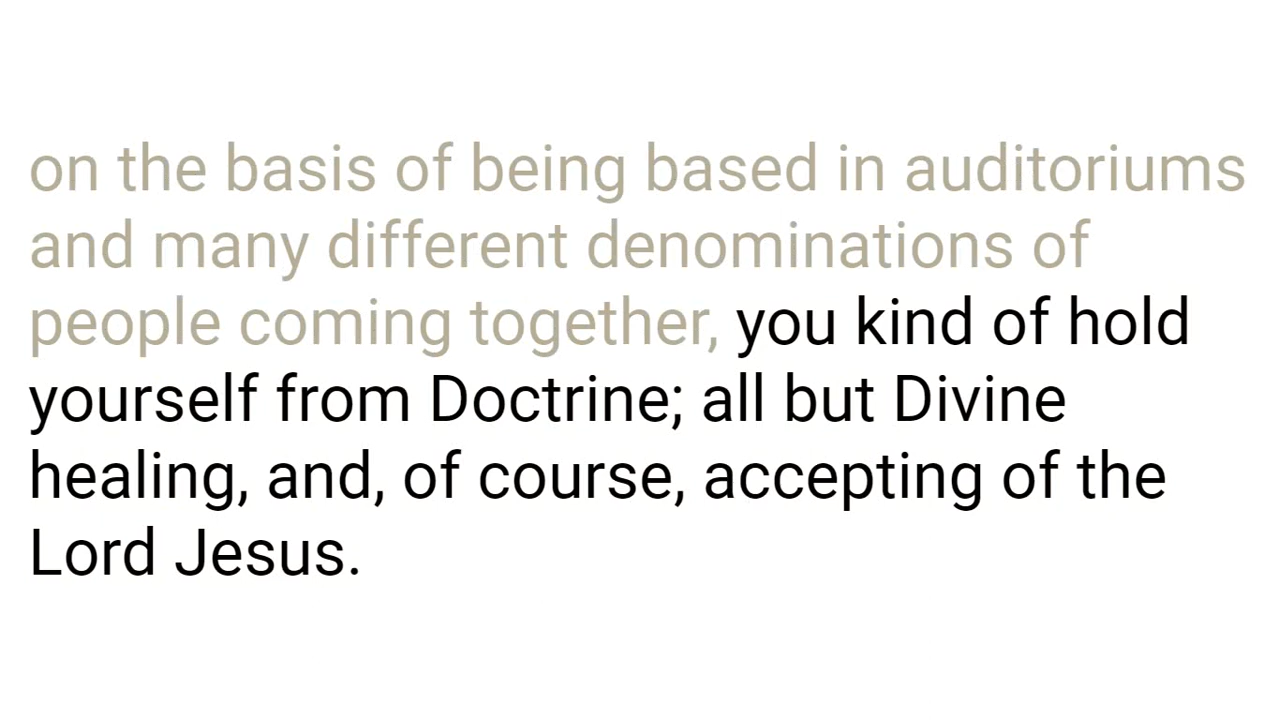 on the basis of being based in auditoriums
and many different denominations of
people coming together, you kind of hold
yourself from Doctrine; all but Divine
healing, and, of course, accepting of the
Lord Jesus.